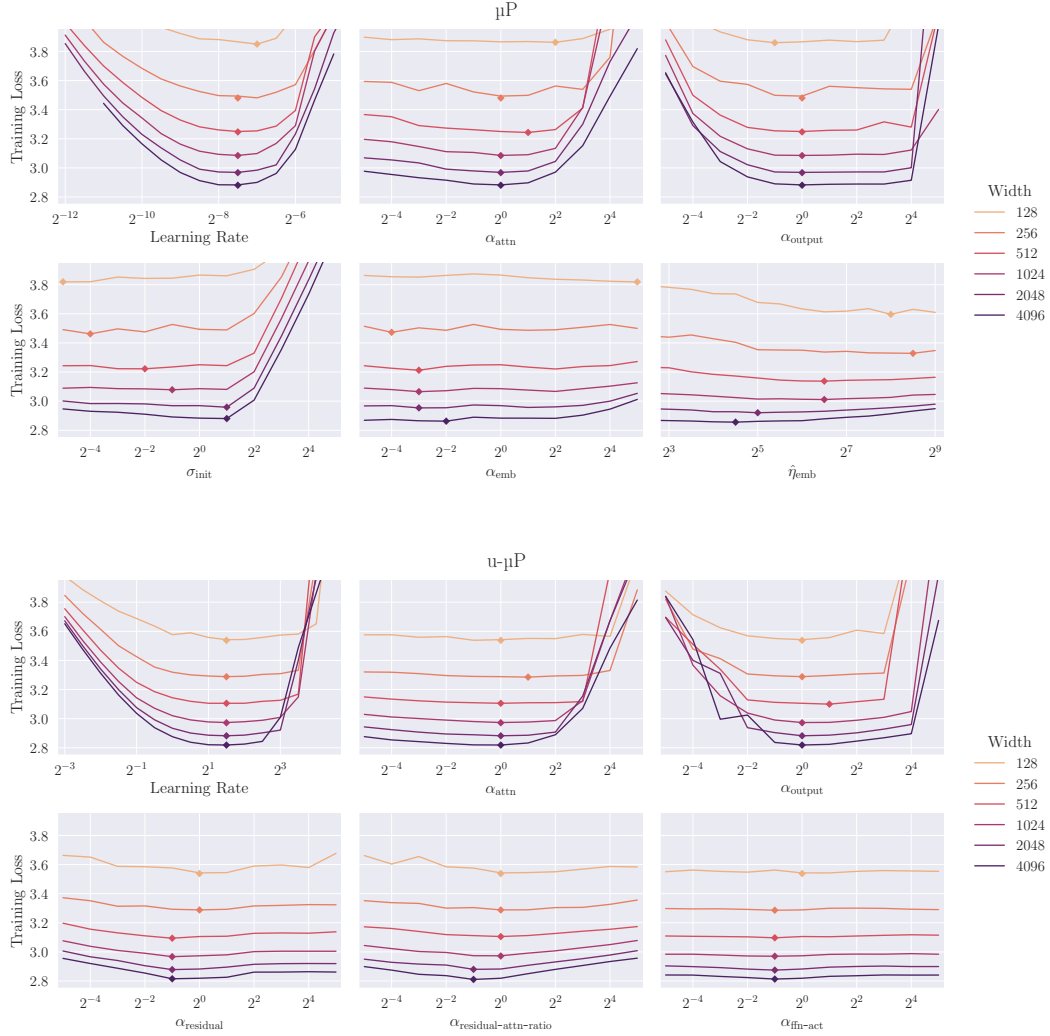 µP
3.8
3.6
3.4
3.2
3.0
2.8
Training Loss
2^−12 2^−10 2^−8 2^−6
Learning Rate
2^−4 2^−2 2^0 2^2 2^4
α_attn
2^−4 2^−2 2^0 2^2 2^4
α_output
3.8
3.6
3.4
3.2
3.0
2.8
Training Loss
2^−4 2^−2 2^0 2^2 2^4
σ_init
2^−4 2^−2 2^0 2^2 2^4
α_emb
2^3 2^5 2^7 2^9
η̂_emb
Width
128
256
512
1024
2048
4096
u-µP
3.8
3.6
3.4
3.2
3.0
2.8
Training Loss
2^−3 2^−1 2^1 2^3
Learning Rate
2^−4 2^−2 2^0 2^2 2^4
α_attn
2^−4 2^−2 2^0 2^2 2^4
α_output
3.8
3.6
3.4
3.2
3.0
2.8
Training Loss
2^−4 2^−2 2^0 2^2 2^4
α_residual
2^−4 2^−2 2^0 2^2 2^4
α_residual-attn-ratio
2^−4 2^−2 2^0 2^2 2^4
α_ffn-act
Width
128
256
512
1024
2048
4096